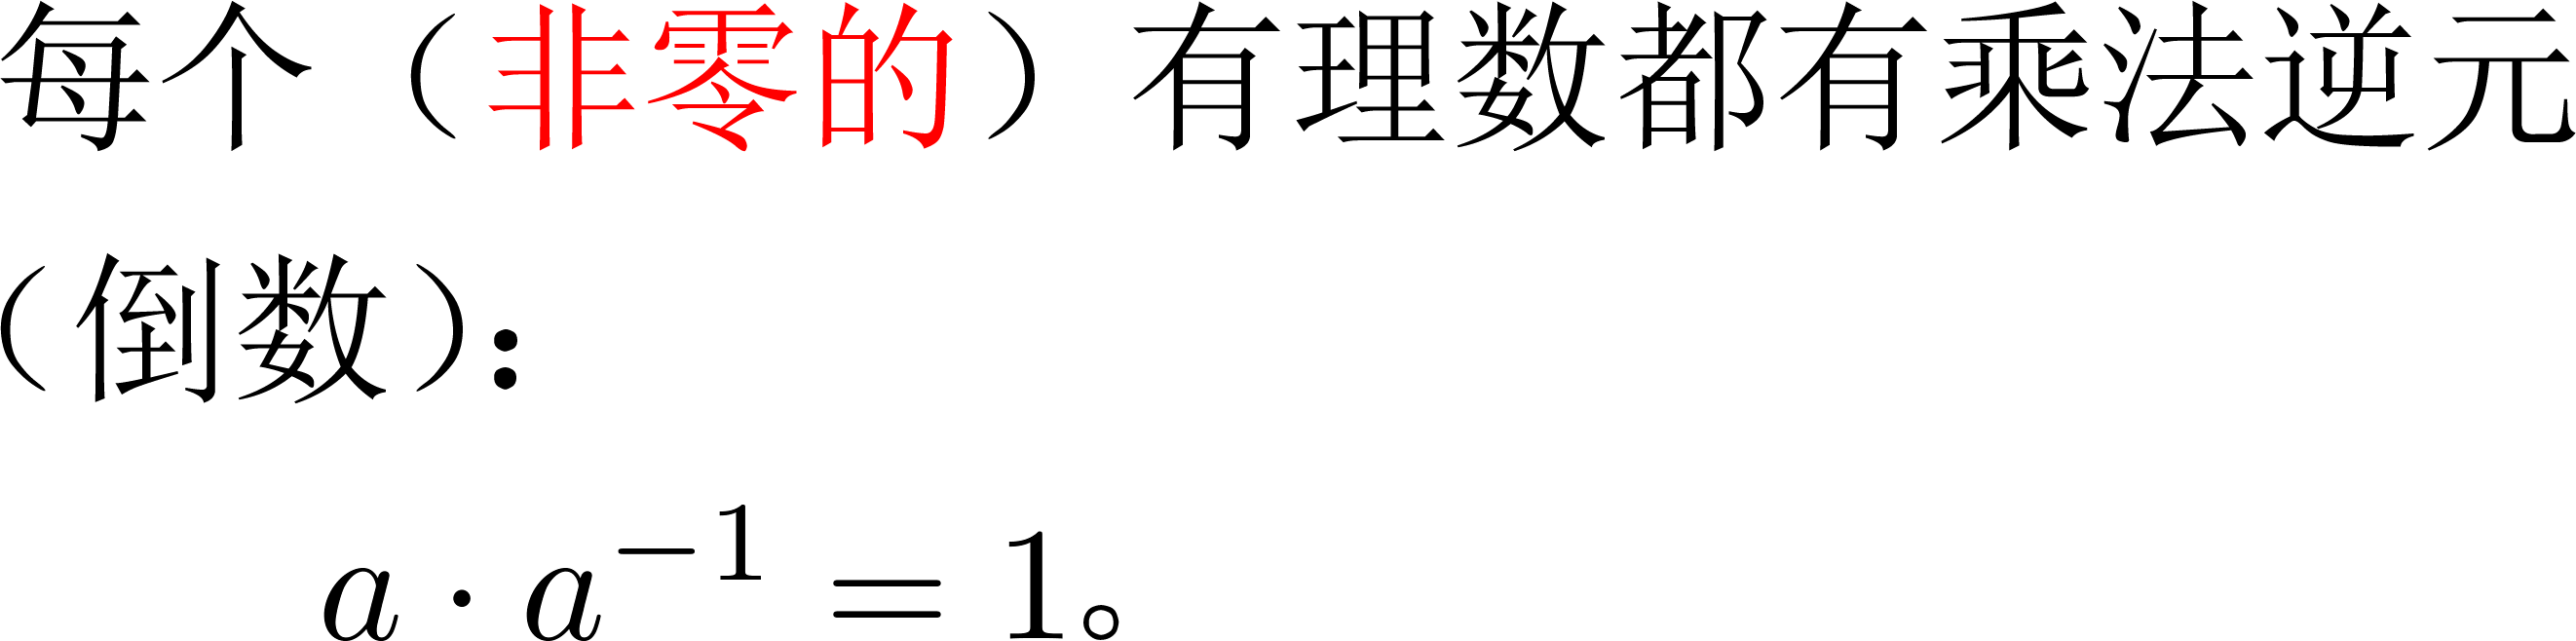 每个（非零的）有理数都有乘法逆元
（倒数）：
a · a⁻¹ = 1。